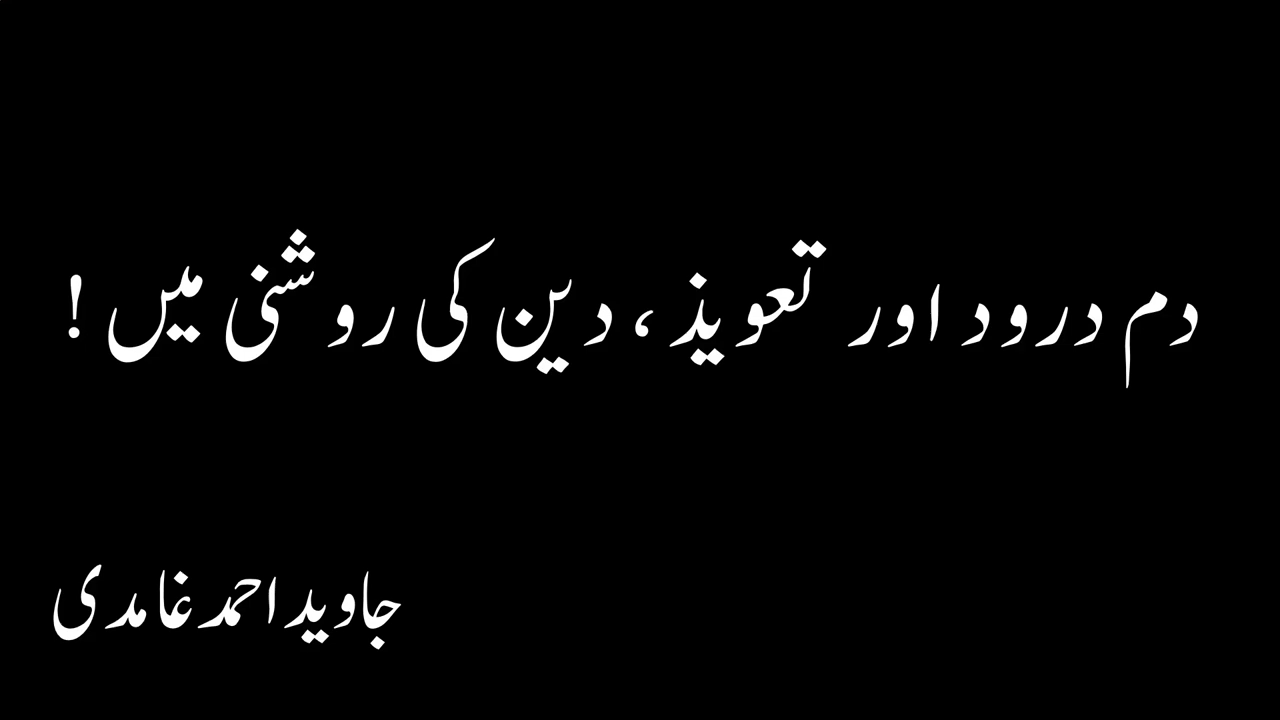 دم درود اور تعویذ، دین کی روشنی میں!
جاوید احمد غامدی